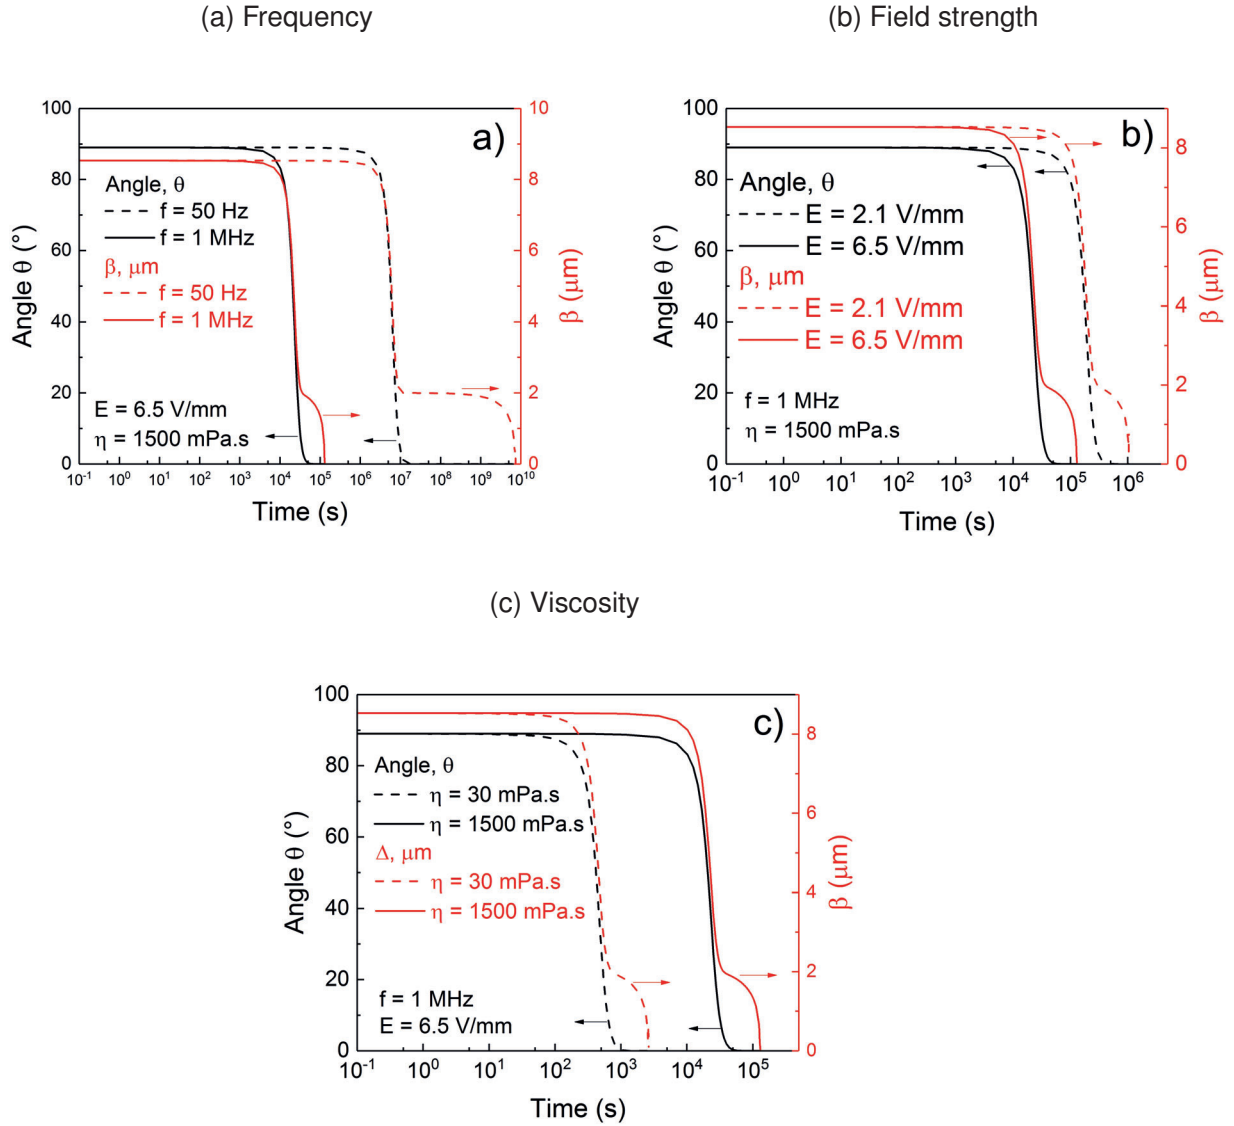 (a) Frequency
(b) Field strength
a)
Angle, θ
f = 50 Hz
f = 1 MHz
β, μm
f = 50 Hz
f = 1 MHz
E = 6.5 V/mm
η = 1500 mPa.s
Angle θ (°)
100
80
60
40
20
0
β (μm)
10
8
6
4
2
0
10⁻¹ 10⁰ 10¹ 10² 10³ 10⁴ 10⁵ 10⁶ 10⁷ 10⁸ 10⁹ 10¹⁰
Time (s)
b)
Angle, θ
E = 2.1 V/mm
E = 6.5 V/mm
β, μm
E = 2.1 V/mm
E = 6.5 V/mm
f = 1 MHz
η = 1500 mPa.s
Angle θ (°)
100
80
60
40
20
0
β (μm)
8
6
4
2
0
10⁻¹ 10⁰ 10¹ 10² 10³ 10⁴ 10⁵ 10⁶
Time (s)
(c) Viscosity
c)
Angle, θ
η = 30 mPa.s
η = 1500 mPa.s
Δ, μm
η = 30 mPa.s
η = 1500 mPa.s
f = 1 MHz
E = 6.5 V/mm
Angle θ (°)
100
80
60
40
20
0
β (μm)
8
6
4
2
0
10⁻¹ 10⁰ 10¹ 10² 10³ 10⁴ 10⁵
Time (s)